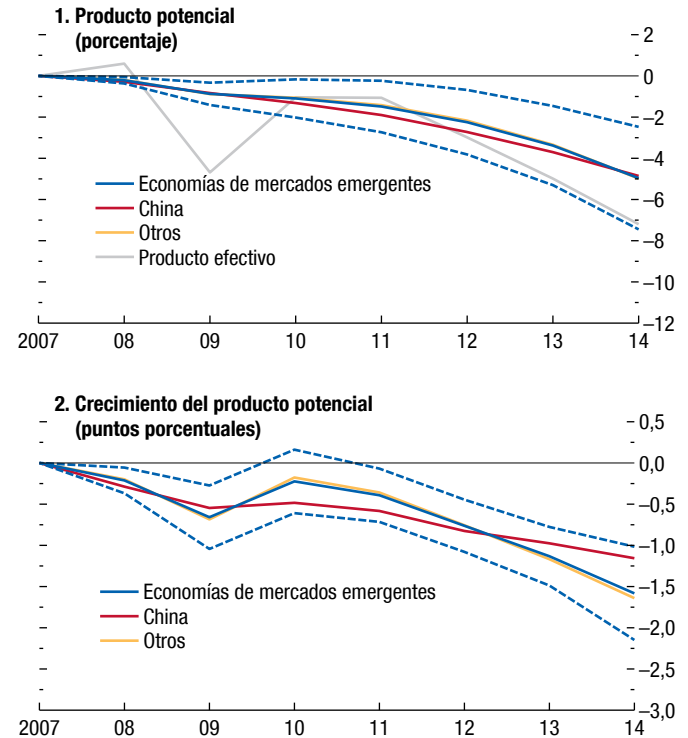 1. Producto potencial
(porcentaje)
2
0
–2
–4
–6
–8
–10
–12
Economías de mercados emergentes
China
Otros
Producto efectivo
2007 08 09 10 11 12 13 14
2. Crecimiento del producto potencial
(puntos porcentuales)
0,5
0,0
–0,5
–1,0
–1,5
–2,0
–2,5
–3,0
Economías de mercados emergentes
China
Otros
2007 08 09 10 11 12 13 14